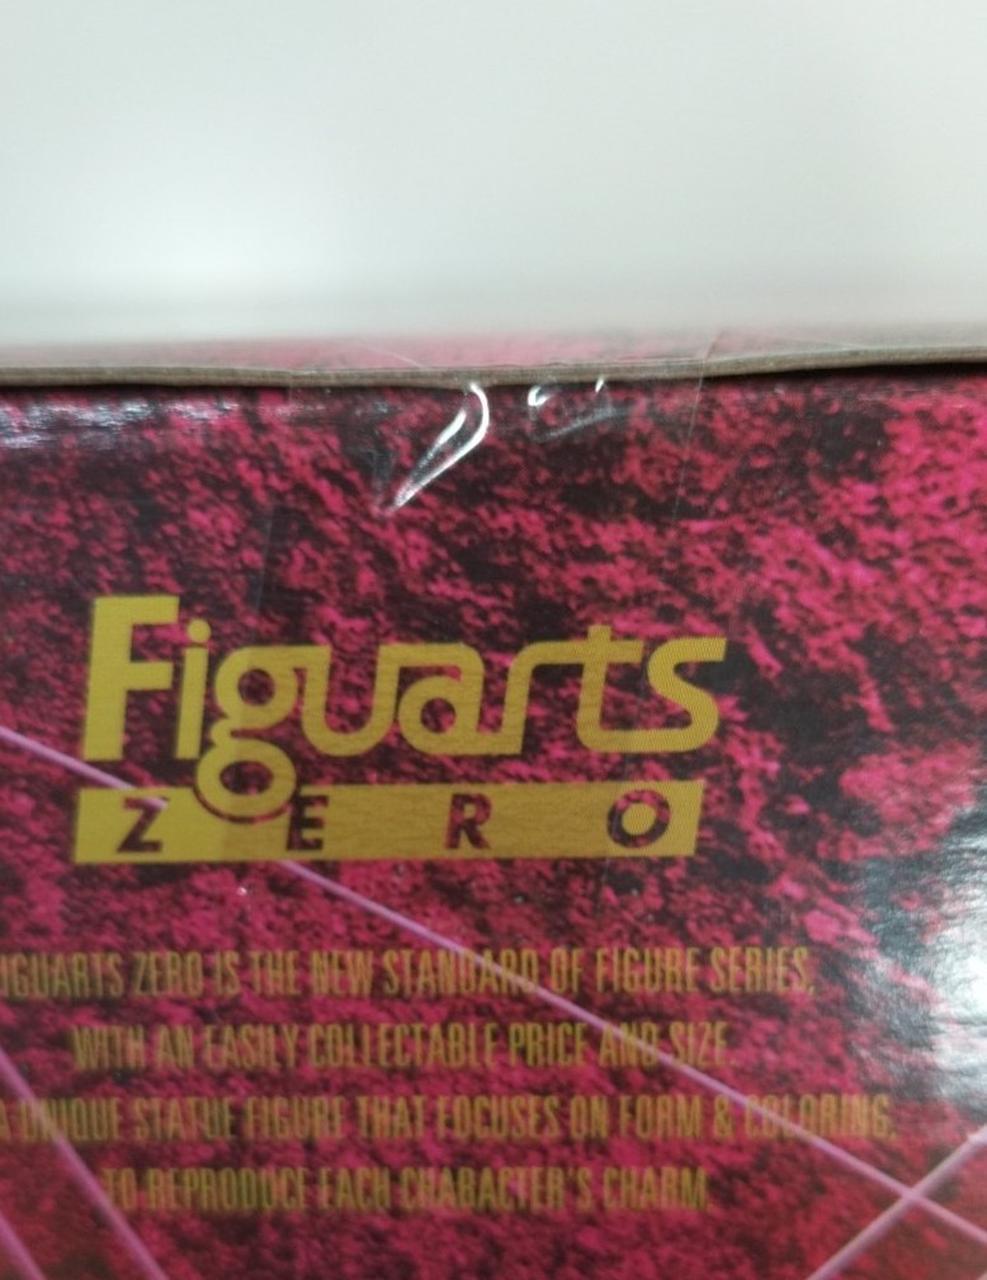 Figuarts
ZERO
IGUARTS ZERO IS THE NEW STANDARD OF FIGURE SERIES,
WITH AN EASILY COLLECTABLE PRICE AND SIZE.
A UNIQUE STATUE FIGURE THAT FOCUSES ON FORM & COLORING,
TO REPRODUCE EACH CHARACTER'S CHARM.